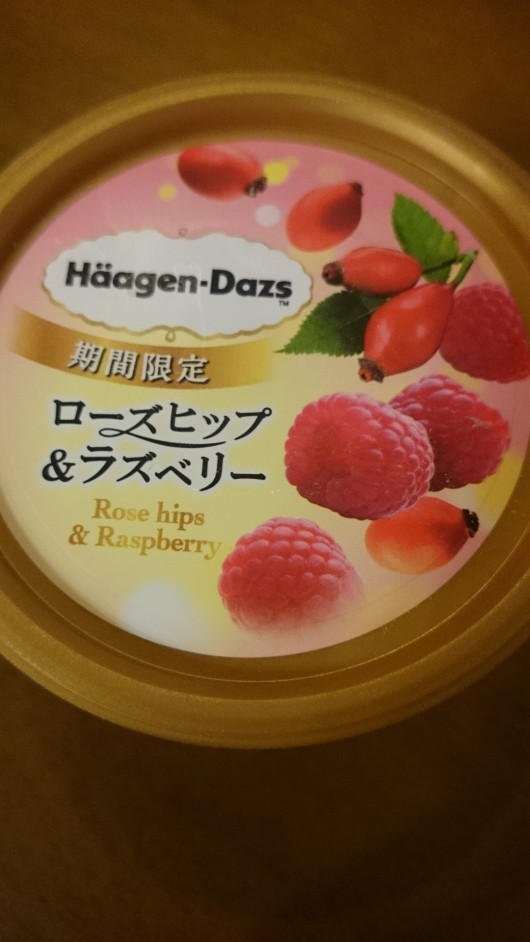 Häagen-Dazs
TM
期間限定
ローズヒップ
&ラズベリー
Rose hips
& Raspberry